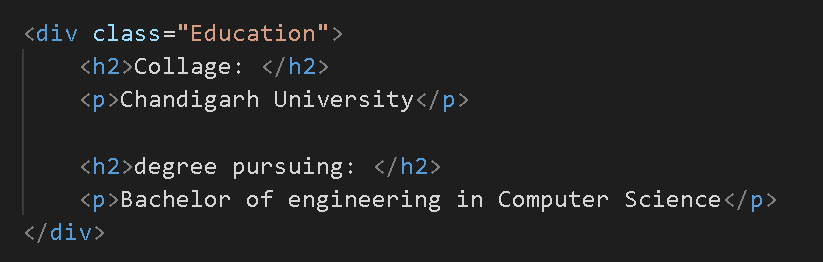 <div class="Education">
    <h2>Collage: </h2>
    <p>Chandigarh University</p>

    <h2>degree pursuing: </h2>
    <p>Bachelor of engineering in Computer Science</p>
</div>